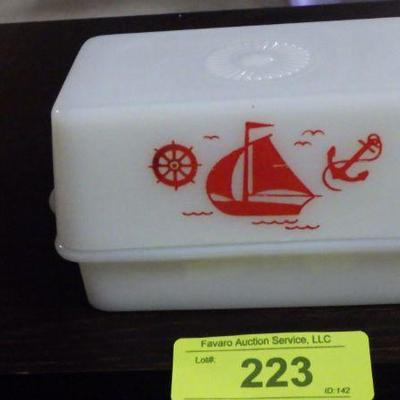 Favaro Auction Service, LLC
Lot#:
223
ID:142